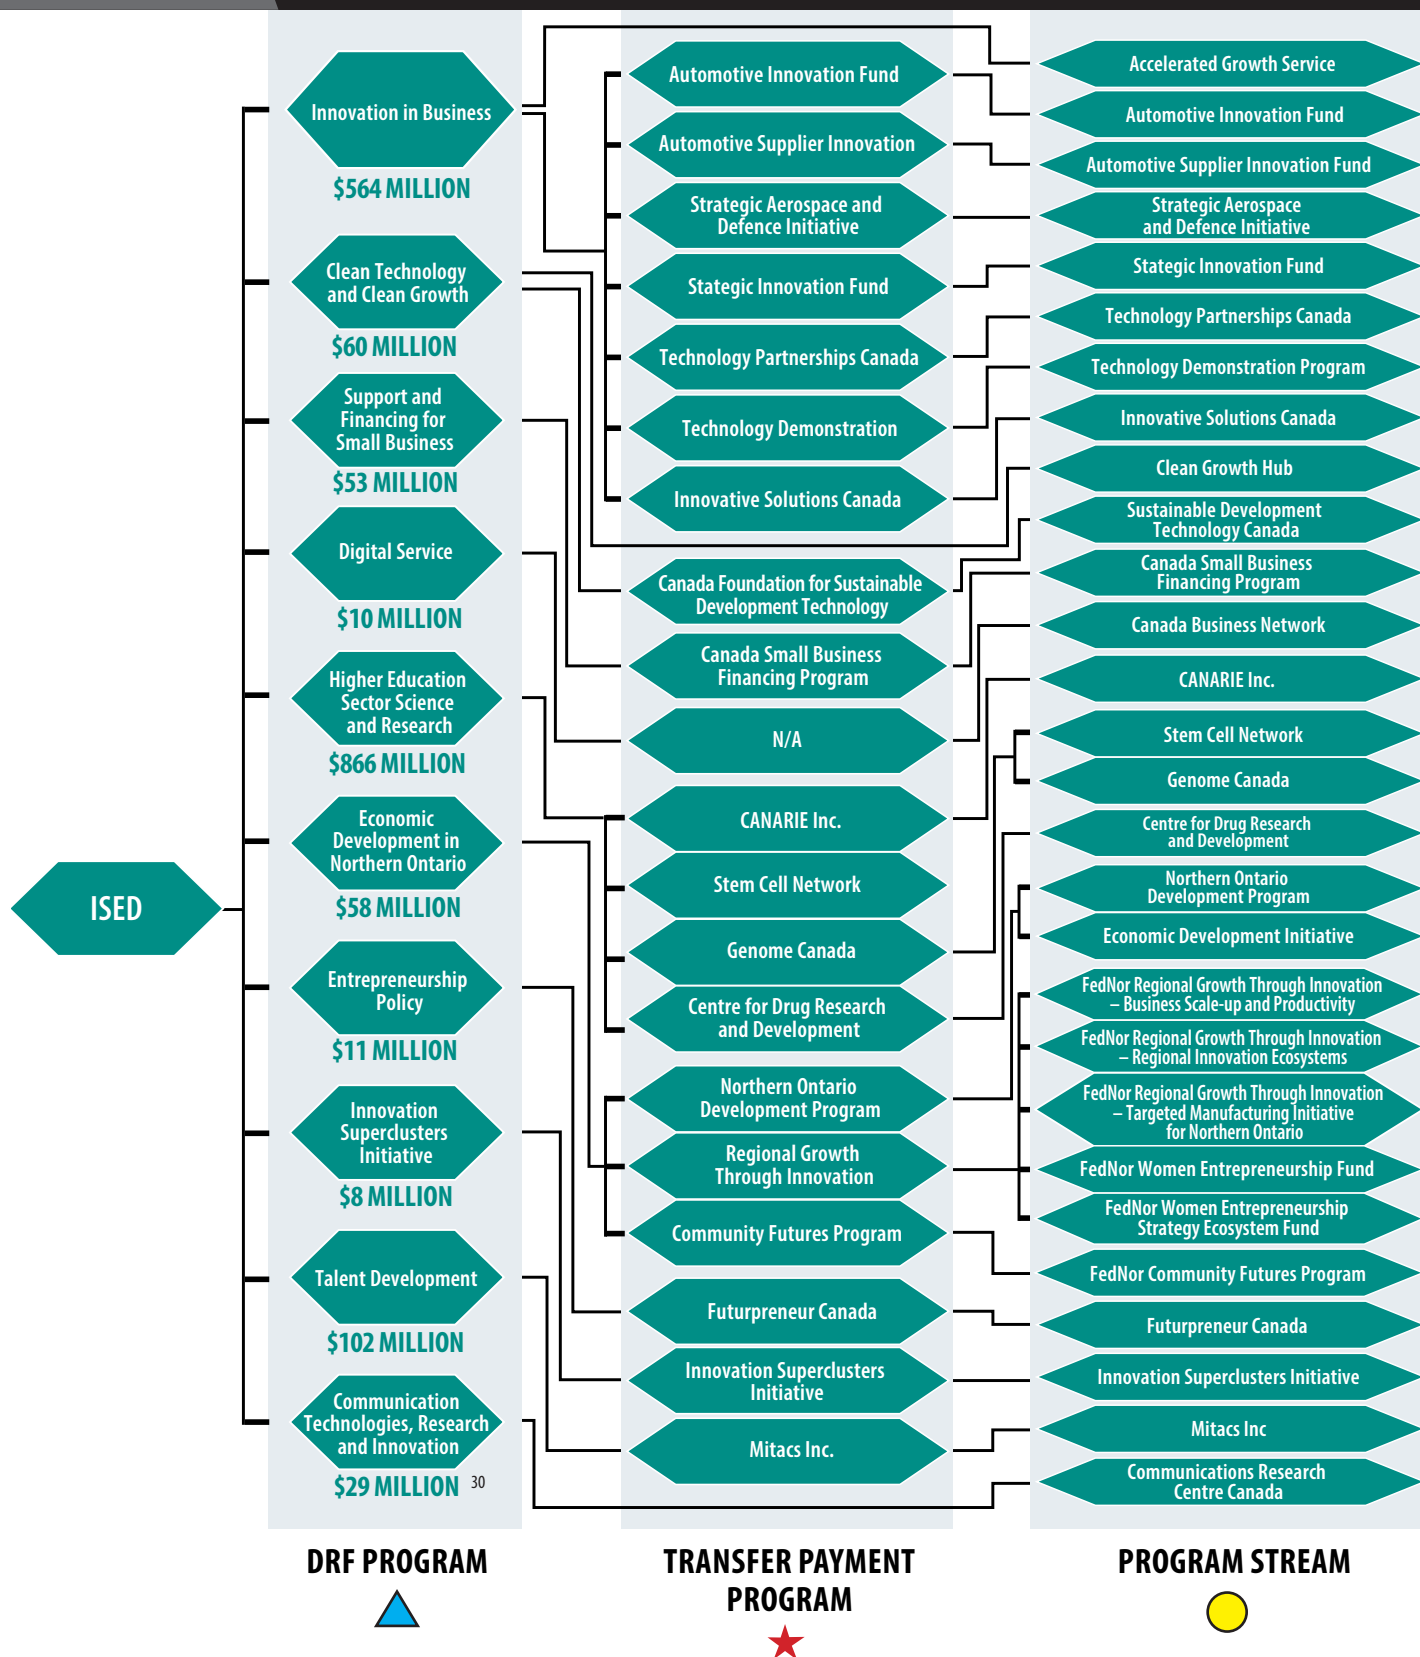 ISED
Innovation in Business
$564 MILLION
Clean Technology
and Clean Growth
$60 MILLION
Support and
Financing for
Small Business
$53 MILLION
Digital Service
$10 MILLION
Higher Education
Sector Science
and Research
$866 MILLION
Economic
Development in
Northern Ontario
$58 MILLION
Entrepreneurship
Policy
$11 MILLION
Innovation
Superclusters
Initiative
$8 MILLION
Talent Development
$102 MILLION
Communication
Technologies, Research
and Innovation
$29 MILLION 30
DRF PROGRAM
Automotive Innovation Fund
Automotive Supplier Innovation
Strategic Aerospace and
Defence Initiative
Stategic Innovation Fund
Technology Partnerships Canada
Technology Demonstration
Innovative Solutions Canada
Canada Foundation for Sustainable
Development Technology
Canada Small Business
Financing Program
N/A
CANARIE Inc.
Stem Cell Network
Genome Canada
Centre for Drug Research
and Development
Northern Ontario
Development Program
Regional Growth
Through Innovation
Community Futures Program
Futurpreneur Canada
Innovation Superclusters
Initiative
Mitacs Inc.
TRANSFER PAYMENT
PROGRAM
Accelerated Growth Service
Automotive Innovation Fund
Automotive Supplier Innovation Fund
Strategic Aerospace
and Defence Initiative
Stategic Innovation Fund
Technology Partnerships Canada
Technology Demonstration Program
Innovative Solutions Canada
Clean Growth Hub
Sustainable Development
Technology Canada
Canada Small Business
Financing Program
Canada Business Network
CANARIE Inc.
Stem Cell Network
Genome Canada
Centre for Drug Research
and Development
Northern Ontario
Development Program
Economic Development Initiative
FedNor Regional Growth Through Innovation
– Business Scale-up and Productivity
FedNor Regional Growth Through Innovation
– Regional Innovation Ecosystems
FedNor Regional Growth Through Innovation
– Targeted Manufacturing Initiative
for Northern Ontario
FedNor Women Entrepreneurship Fund
FedNor Women Entrepreneurship
Strategy Ecosystem Fund
FedNor Community Futures Program
Futurpreneur Canada
Innovation Superclusters Initiative
Mitacs Inc
Communications Research
Centre Canada
PROGRAM STREAM